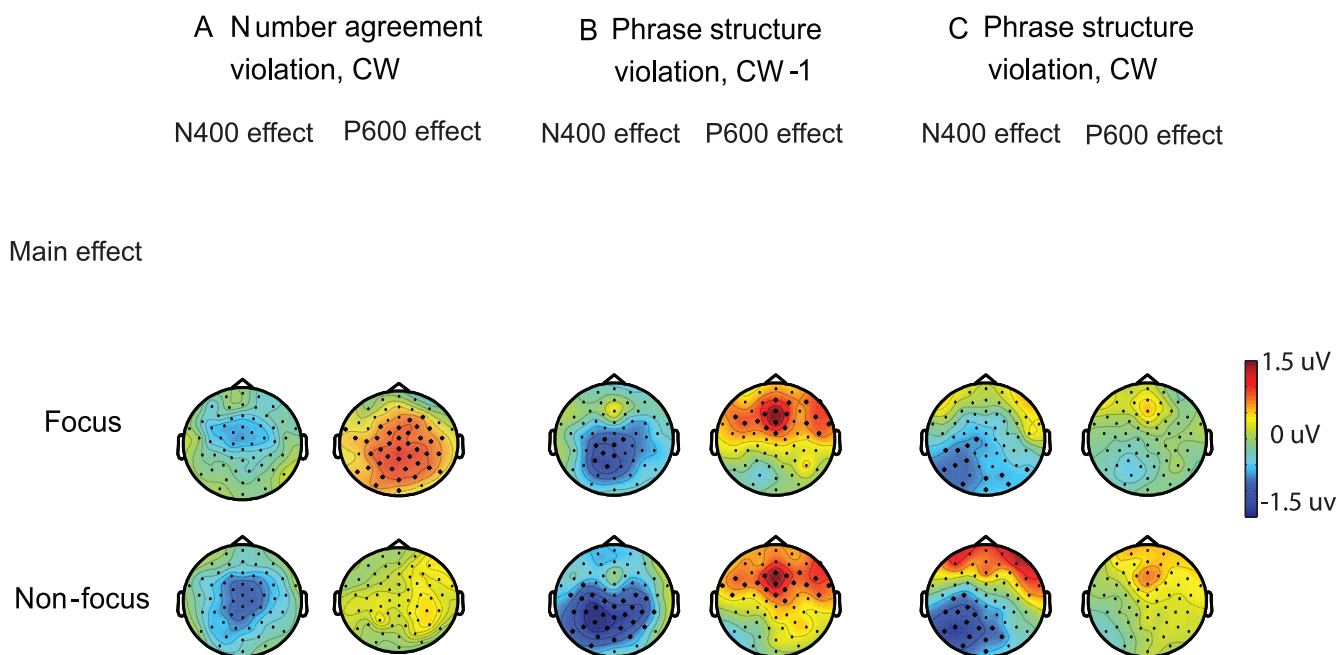 A Number agreement
violation, CW
B Phrase structure
violation, CW -1
C Phrase structure
violation, CW
N400 effect
P600 effect
N400 effect
P600 effect
N400 effect
P600 effect
Main effect
Focus
1.5 uV
0 uV
-1.5 uv
Non-focus